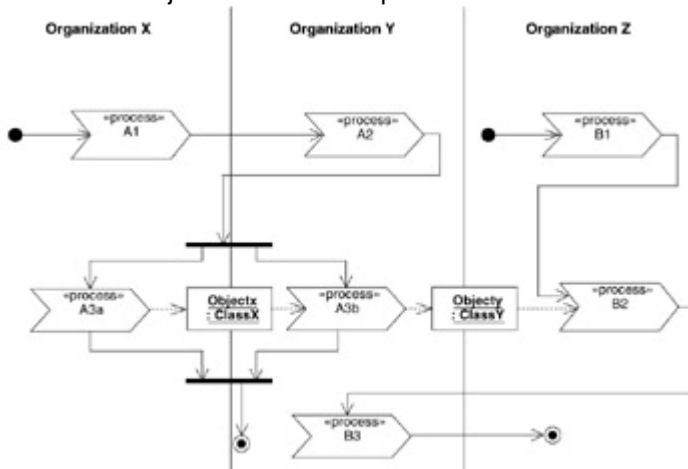 Organization X
Organization Y
Organization Z
«process»
A1
«process»
A2
«process»
B1
«process»
A3a
Objectx
: ClassX
«process»
A3b
Objecty
: ClassY
«process»
B2
«process»
B3